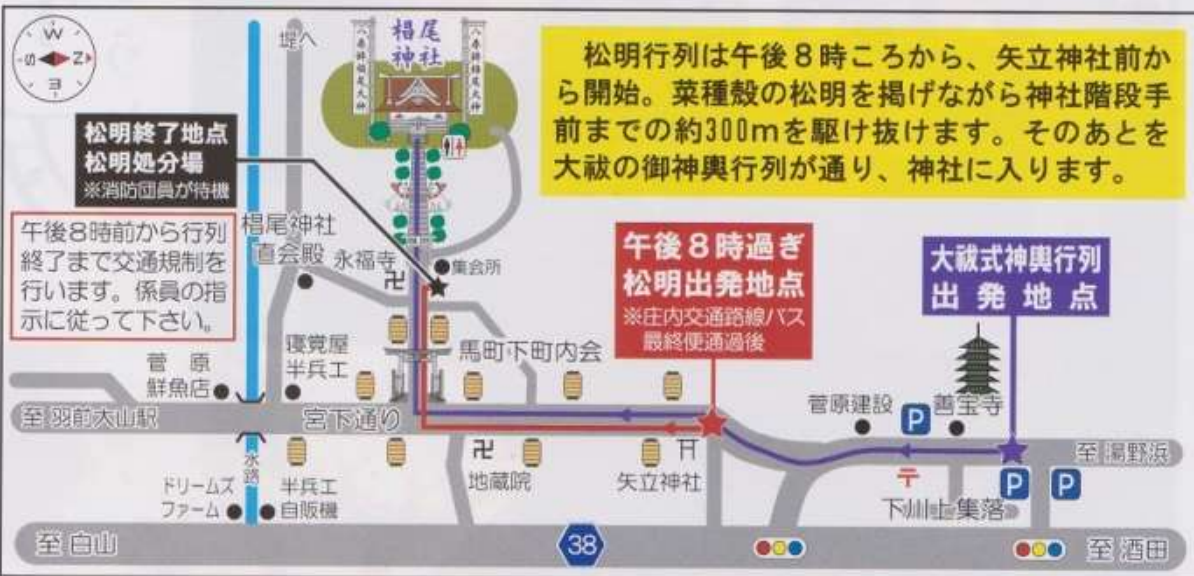 W
S
N
E
堤へ
椙尾
神社
八乙女神椙尾大神
松明行列は午後8時ころから、矢立神社前か
ら開始。菜種殻の松明を掲げながら神社階段手
前までの約300mを駆け抜けます。そのあとを
大祓の御神輿行列が通り、神社に入ります。
松明終了地点
松明処分場
※消防団員が待機
午後8時前から行列
終了まで交通規制を
行います。係員の指
示に従って下さい。
椙尾神社
直会殿
永福寺
卍
集会所
午後8時過ぎ
松明出発地点
※庄内交通路線バス
最終便通過後
大祓式神輿行列
出発地点
菅原
鮮魚店
寝覚屋
半兵エ
馬町下町内会
菅原建設
P
善宝寺
至 羽前大山駅
宮下通り
至 湯野浜
水路
ドリームズ
ファーム
半兵エ
自販機
卍
地蔵院
矢立神社
〒
下川上集落
P
P
至 白山
38
至 酒田